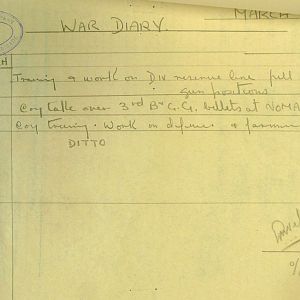 MARCH
WAR DIARY.
H
Training & work on DIV reserve line full
gun positions
Coy take over 3rd Bn G.G. billets at NOMA
Coy training. Work on defence &
DITTO